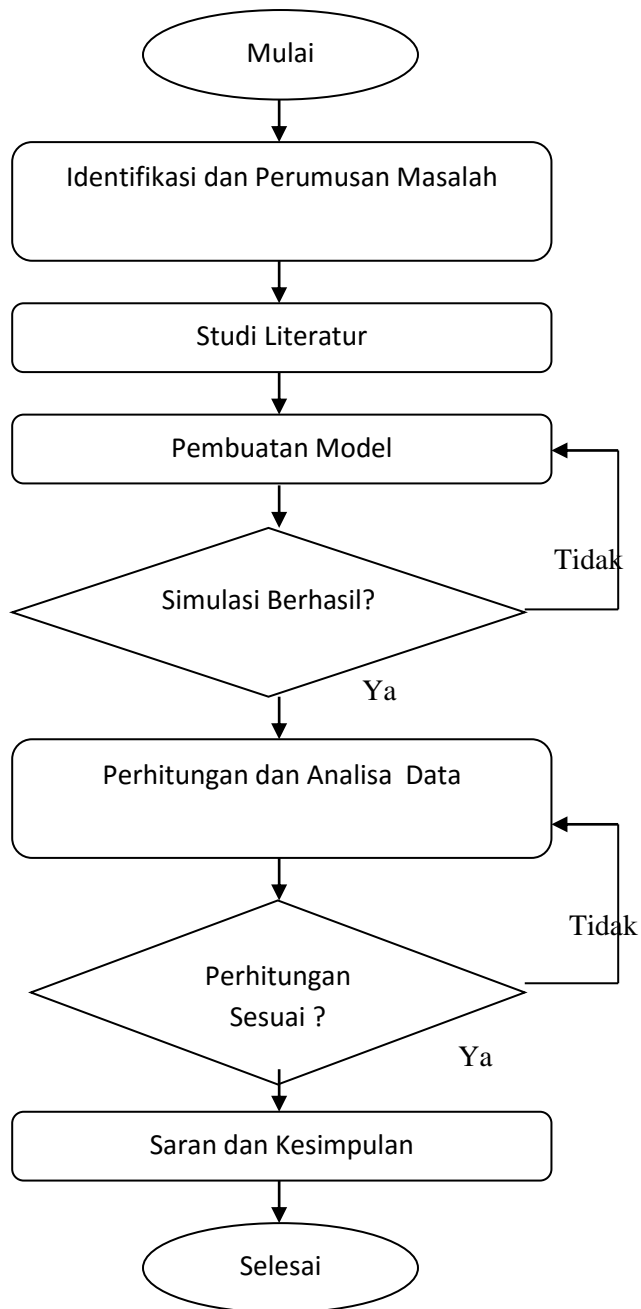 Mulai
Identifikasi dan Perumusan Masalah
Studi Literatur
Pembuatan Model
Tidak
Simulasi Berhasil?
Ya
Perhitungan dan Analisa Data
Tidak
Perhitungan
Sesuai ?
Ya
Saran dan Kesimpulan
Selesai